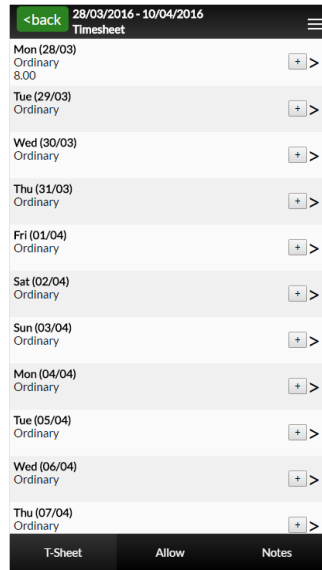 <back
28/03/2016 - 10/04/2016
Timesheet
Mon (28/03)
Ordinary
8.00
+ >
Tue (29/03)
Ordinary
+ >
Wed (30/03)
Ordinary
+ >
Thu (31/03)
Ordinary
+ >
Fri (01/04)
Ordinary
+ >
Sat (02/04)
Ordinary
+ >
Sun (03/04)
Ordinary
+ >
Mon (04/04)
Ordinary
+ >
Tue (05/04)
Ordinary
+ >
Wed (06/04)
Ordinary
+ >
Thu (07/04)
Ordinary
+ >
T-Sheet Allow Notes